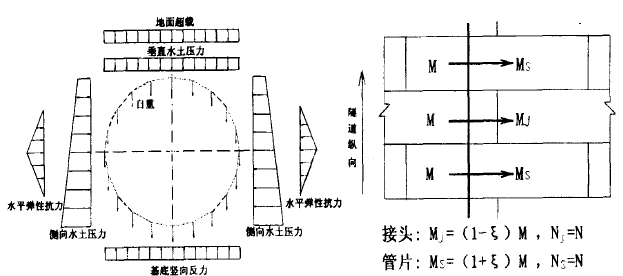 地面超载
垂直水土压力
自重
水平弹性抗力
水平弹性抗力
侧向水土压力
侧向水土压力
基底竖向反力
隧道纵向
M
Ms
M
MJ
M
Ms
接头: MJ=(1-ξ)M , NJ=N
管片: Ms=(1+ξ)M , Ns=N